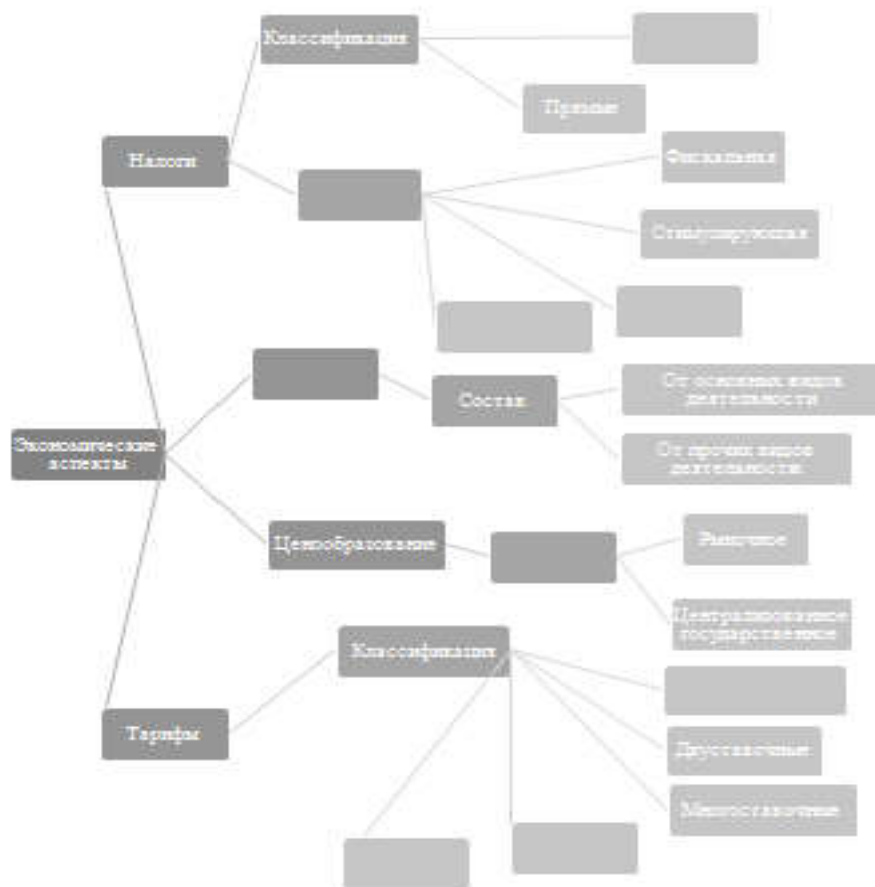 Классификация
Прямые
Налоги
Фискальная
Стимулирующая
Состав
От основных видов
деятельности
Экономические
аспекты
От прочих видов
деятельности
Ценообразование
Рыночное
Централизованное
государственное
Классификация
Тарифы
Двуставочные
Многоставочные